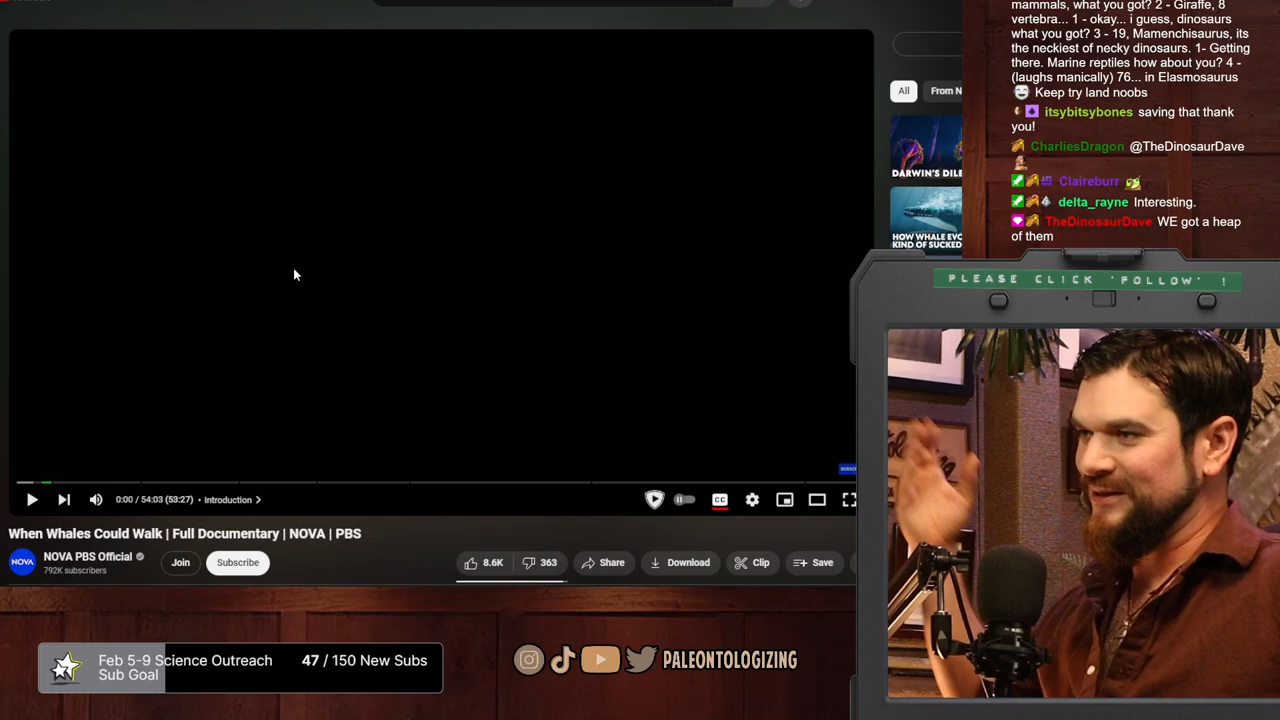 mammals, what you got? 2 - Giraffe, 8
vertebra... 1 - okay... i guess, dinosaurs
what you got? 3 - 19, Mamenchisaurus, its
the neckiest of necky dinosaurs. 1- Getting
there. Marine reptiles how about you? 4 -
(laughs manically) 76... in Elasmosaurus
Keep try land noobs
itsybitsybones saving that thank
you!
CharliesDragon @TheDinosaurDave
Claireburr
delta_rayne Interesting.
TheDinosaurDave WE got a heap
of them
All From N
DARWIN'S DILE
HOW WHALE EVO
KIND OF SUCKED
PLEASE CLICK 'FOLLOW' !
0:00 / 54:03 (53:27) • Introduction >
CC
When Whales Could Walk | Full Documentary | NOVA | PBS
NOVA
NOVA PBS Official
792K subscribers
Join
Subscribe
8.6K
363
Share
Download
Clip
Save
Feb 5-9 Science Outreach
Sub Goal
47 / 150 New Subs
PALEONTOLOGIZING